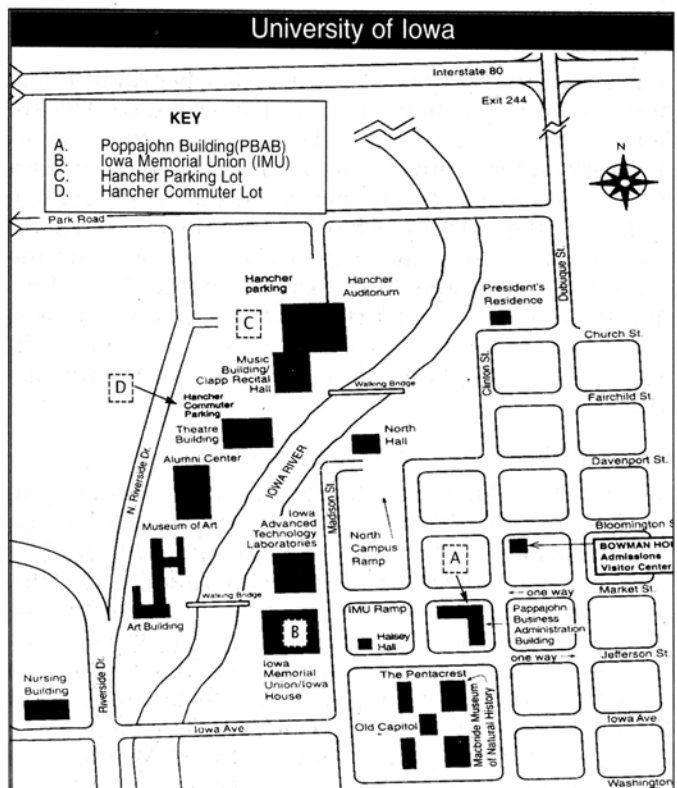 University of Iowa
Interstate 80
Exit 244
KEY
A. Poppajohn Building(PBAB)
B. Iowa Memorial Union (IMU)
C. Hancher Parking Lot
D. Hancher Commuter Lot
N
Park Road
Dubuque St.
Hancher
parking
Hancher
Auditorium
President's
Residence
C
Church St.
Clinton St.
Music
Building/
Clapp Recital
Hall
D
Walking Bridge
Fairchild St.
Hancher
Commuter
Parking
Theatre
Building
North
Hall
IOWA RIVER
Alumni Center
Davenport St.
N. Riverside Dr.
Madison St.
Museum of Art
Iowa
Advanced
Technology
Laboratories
North
Campus
Ramp
A
Bloomington S
BOWMAN HOU
Admissions
Visitor Center
one way
Market St.
Walking Bridge
IMU Ramp
Pappajohn
Business
Administration
Building
Art Building
B
Halsey
Hall
Jefferson St.
one way
Iowa
Memorial
Union/Iowa
House
Nursing
Building
Riverside Dr.
The Pentacrest
Old Capitol
Macbride Museum
of Natural History
Iowa Ave.
Iowa Ave.
Washington